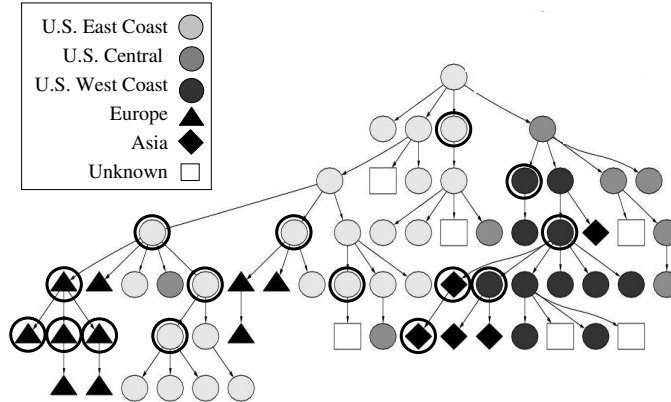 U.S. East Coast
U.S. Central
U.S. West Coast
Europe
Asia
Unknown